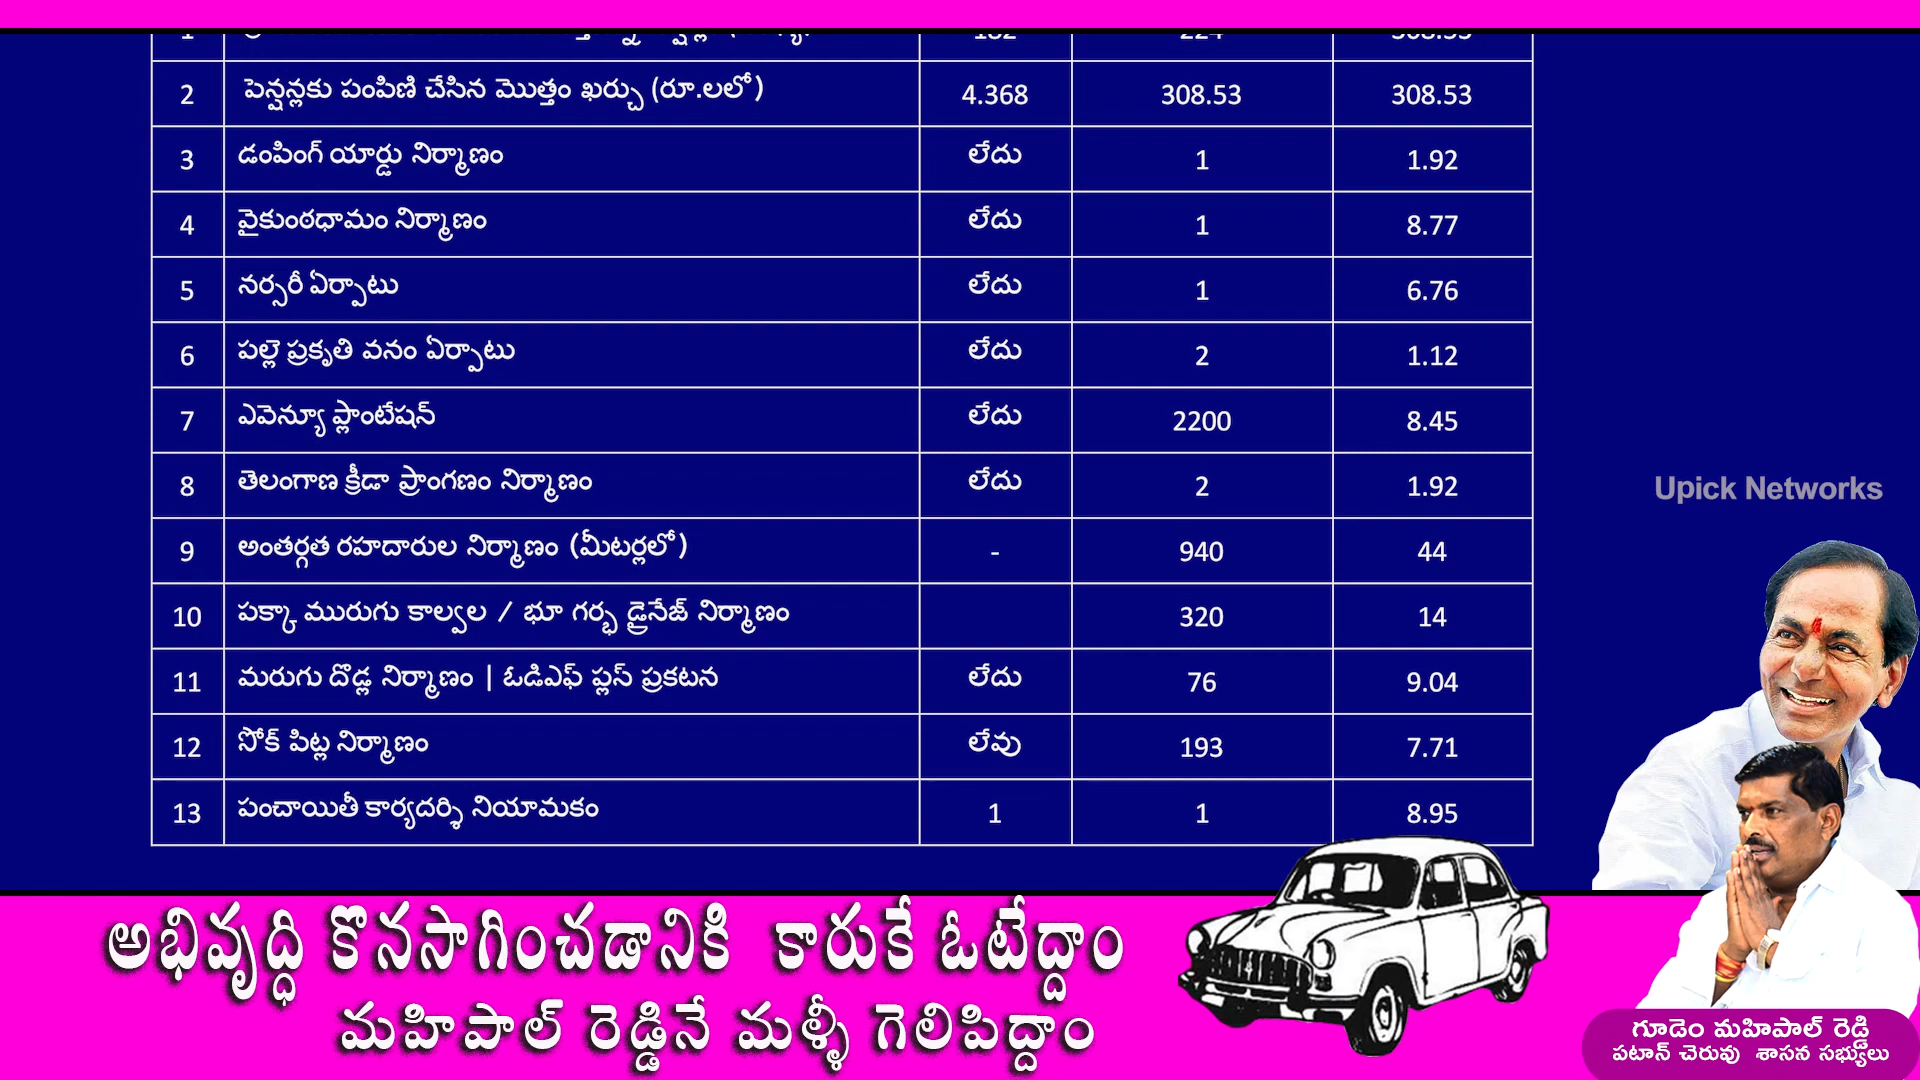 2 పెన్షన్లకు పంపిణి చేసిన మొత్తం ఖర్చు (రూ.లలో) 4.368 308.53 308.53
3 డంపింగ్ యార్డు నిర్మాణం లేదు 1 1.92
4 వైకుంఠధామం నిర్మాణం లేదు 1 8.77
5 నర్సరీ ఏర్పాటు లేదు 1 6.76
6 పల్లె ప్రకృతి వనం ఏర్పాటు లేదు 2 1.12
7 ఎవెన్యూ ప్లాంటేషన్ లేదు 2200 8.45
8 తెలంగాణ క్రీడా ప్రాంగణం నిర్మాణం లేదు 2 1.92
9 అంతర్గత రహదారుల నిర్మాణం (మీటర్లలో) - 940 44
10 పక్కా మురుగు కాల్వల / భూ గర్భ డ్రైనేజ్ నిర్మాణం 320 14
11 మరుగు దొడ్ల నిర్మాణం | ఓడిఎఫ్ ప్లస్ ప్రకటన లేదు 76 9.04
12 సోక్ పిట్ల నిర్మాణం లేవు 193 7.71
13 పంచాయితీ కార్యదర్శి నియామకం 1 1 8.95
Upick Networks
అభివృద్ధి కొనసాగించడానికి కారుకే ఓటేద్దాం
మహిపాల్ రెడ్డినే మళ్ళీ గెలిపిద్దాం
గూడెం మహిపాల్ రెడ్డి
పటాన్ చెరువు శాసన సభ్యులు